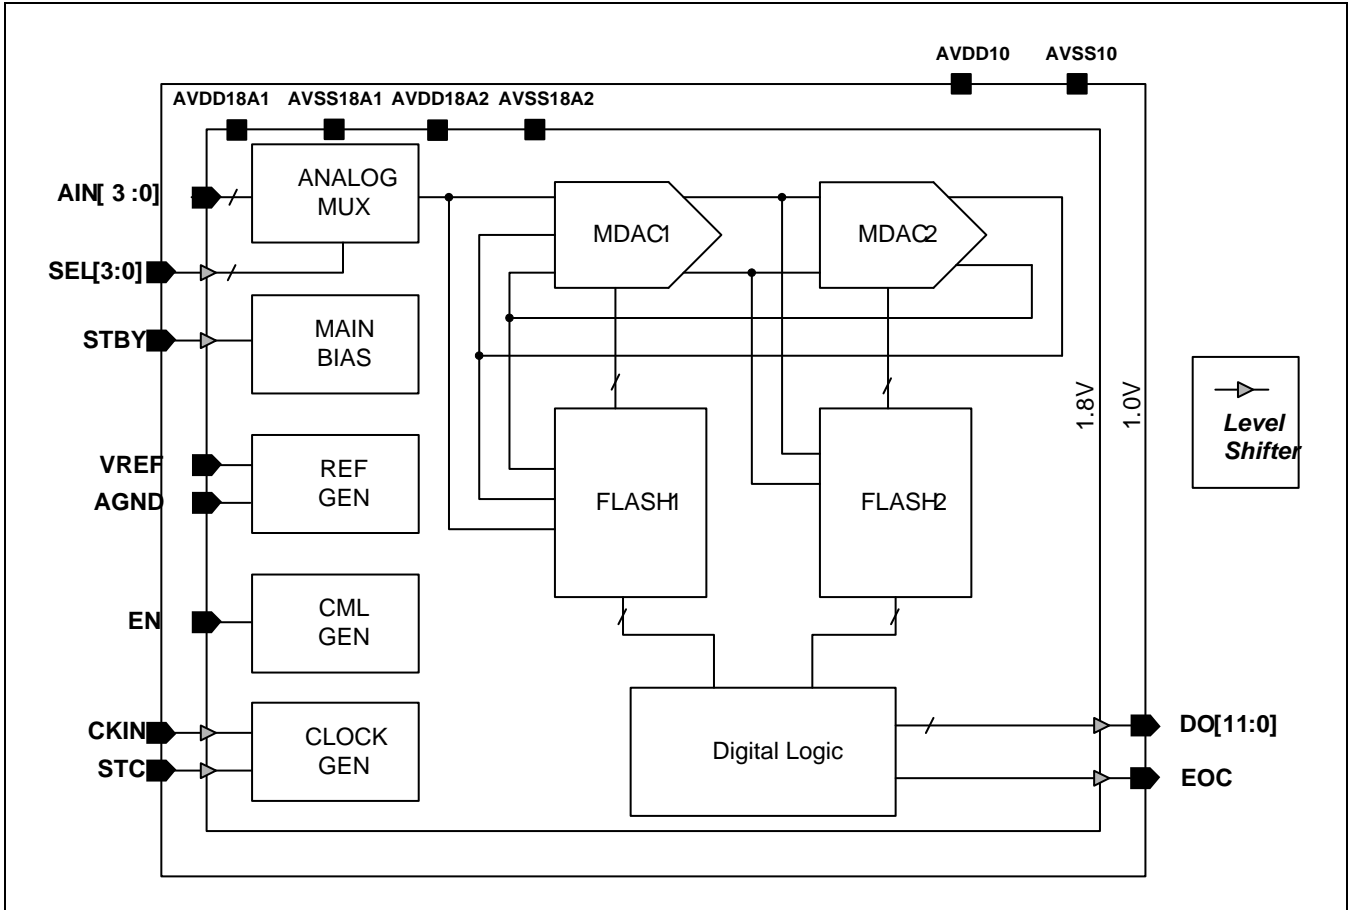 AVDD10 AVSS10
AVDD18A1 AVSS18A1 AVDD18A2 AVSS18A2
AIN[ 3 :0]
ANALOG
MUX
MDAC1
MDAC2
SEL[3:0]
STBY
MAIN
BIAS
1.8V
1.0V
Level
Shifter
VREF
AGND
REF
GEN
FLASH1
FLASH2
EN
CML
GEN
CKIN
STC
CLOCK
GEN
Digital Logic
DO[11:0]
EOC